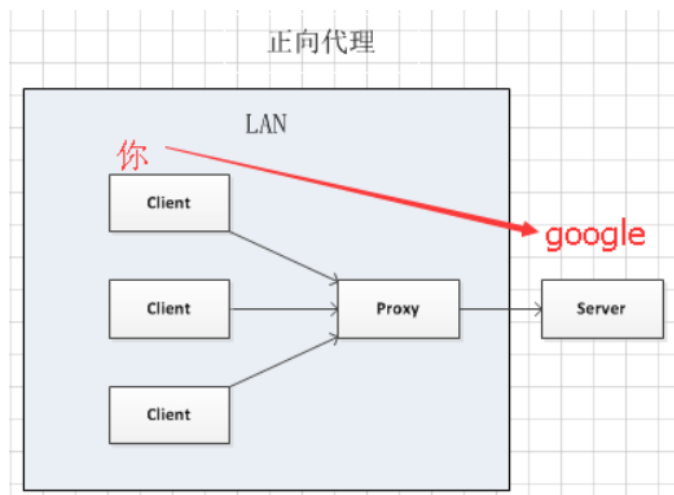 正向代理
LAN
你
Client
google
Client
Proxy
Server
Client